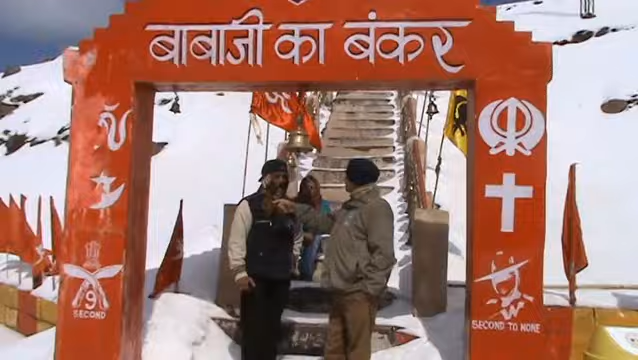 बाबाजी का बंकर
ॐ
9
SECOND
SECOND TO NONE